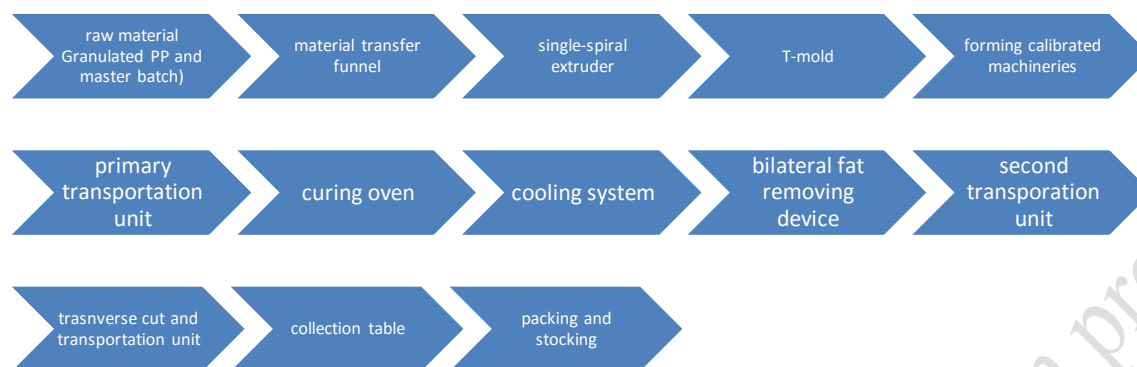 raw material
Granulated PP and
master batch)
material transfer
funnel
single-spiral
extruder
T-mold
forming calibrated
machineries
primary
transportation
unit
curing oven
cooling system
bilateral fat
removing
device
second
transporation
unit
trasnverse cut and
transportation unit
collection table
packing and
stocking